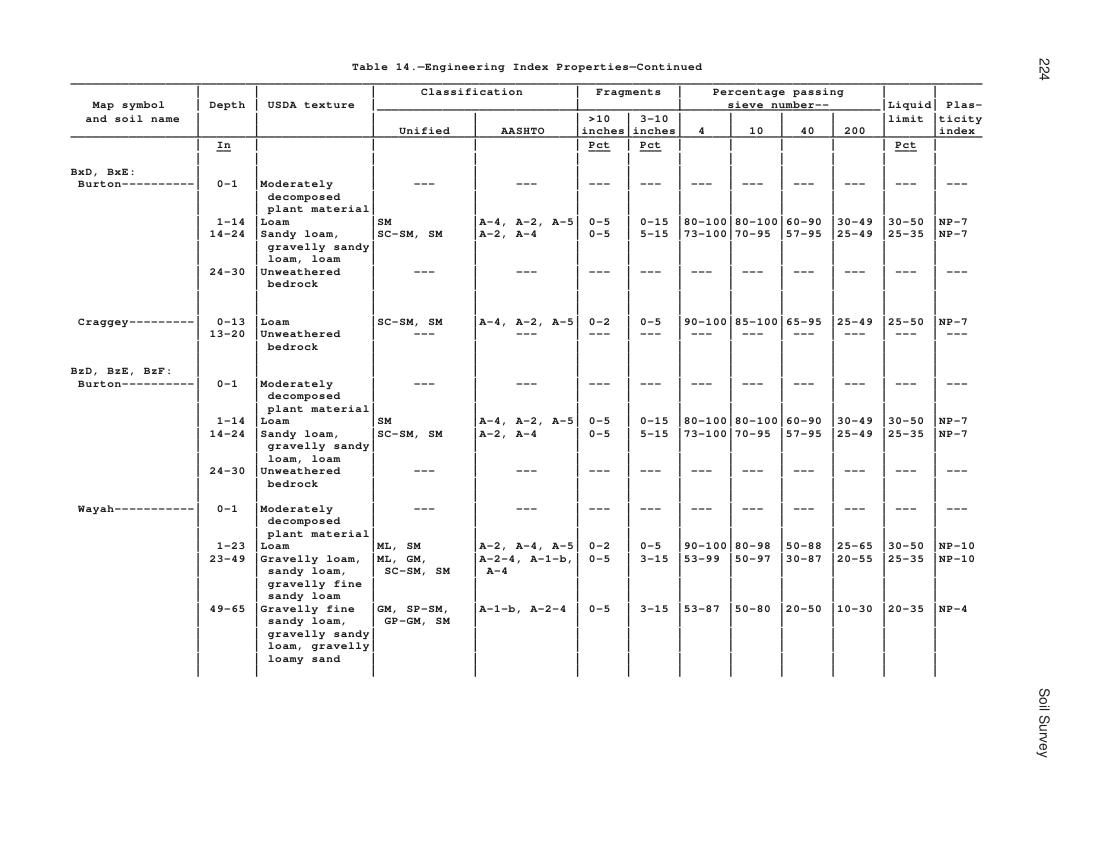 224
Table 14.—Engineering Index Properties—Continued
Classification Fragments Percentage passing
Map symbol Depth USDA texture sieve number-- Liquid Plas-
and soil name >10 3-10 limit ticity
Unified AASHTO inches inches 4 10 40 200 index
In Pct Pct Pct
BxD, BxE:
Burton---------- 0-1 Moderately --- --- --- --- --- --- --- --- --- ---
decomposed
plant material
1-14 Loam SM A-4, A-2, A-5 0-5 0-15 80-100 80-100 60-90 30-49 30-50 NP-7
14-24 Sandy loam, SC-SM, SM A-2, A-4 0-5 5-15 73-100 70-95 57-95 25-49 25-35 NP-7
gravelly sandy
loam, loam
24-30 Unweathered --- --- --- --- --- --- --- --- --- ---
bedrock
Craggey--------- 0-13 Loam SC-SM, SM A-4, A-2, A-5 0-2 0-5 90-100 85-100 65-95 25-49 25-50 NP-7
13-20 Unweathered --- --- --- --- --- --- --- --- --- ---
bedrock
BzD, BzE, BzF:
Burton---------- 0-1 Moderately --- --- --- --- --- --- --- --- --- ---
decomposed
plant material
1-14 Loam SM A-4, A-2, A-5 0-5 0-15 80-100 80-100 60-90 30-49 30-50 NP-7
14-24 Sandy loam, SC-SM, SM A-2, A-4 0-5 5-15 73-100 70-95 57-95 25-49 25-35 NP-7
gravelly sandy
loam, loam
24-30 Unweathered --- --- --- --- --- --- --- --- --- ---
bedrock
Wayah----------- 0-1 Moderately --- --- --- --- --- --- --- --- --- ---
decomposed
plant material
1-23 Loam ML, SM A-2, A-4, A-5 0-2 0-5 90-100 80-98 50-88 25-65 30-50 NP-10
23-49 Gravelly loam, ML, GM, A-2-4, A-1-b, 0-5 3-15 53-99 50-97 30-87 20-55 25-35 NP-10
sandy loam, SC-SM, SM A-4
gravelly fine
sandy loam
49-65 Gravelly fine GM, SP-SM, A-1-b, A-2-4 0-5 3-15 53-87 50-80 20-50 10-30 20-35 NP-4
sandy loam, GP-GM, SM
gravelly sandy
loam, gravelly
loamy sand
Soil Survey